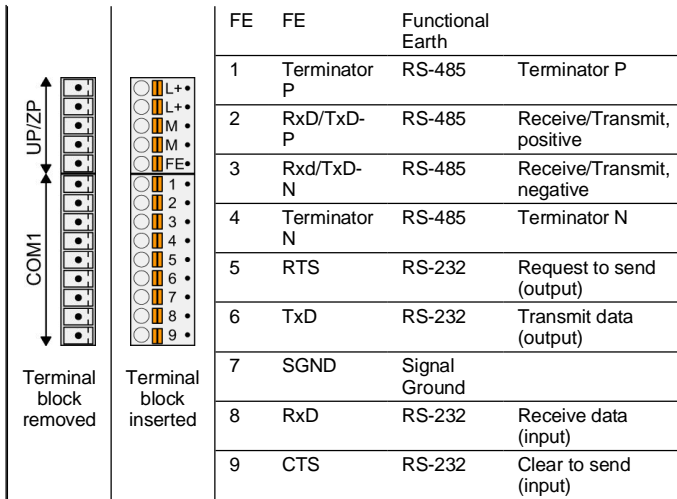 UP/ZP
COM1
L+
L+
M
M
FE
1
2
3
4
5
6
7
8
9
Terminal
block
removed
Terminal
block
inserted
FE FE Functional
Earth
1 Terminator RS-485 Terminator P
P
2 RxD/TxD- RS-485 Receive/Transmit,
P positive
3 Rxd/TxD- RS-485 Receive/Transmit,
N negative
4 Terminator RS-485 Terminator N
N
5 RTS RS-232 Request to send
(output)
6 TxD RS-232 Transmit data
(output)
7 SGND Signal
Ground
8 RxD RS-232 Receive data
(input)
9 CTS RS-232 Clear to send
(input)